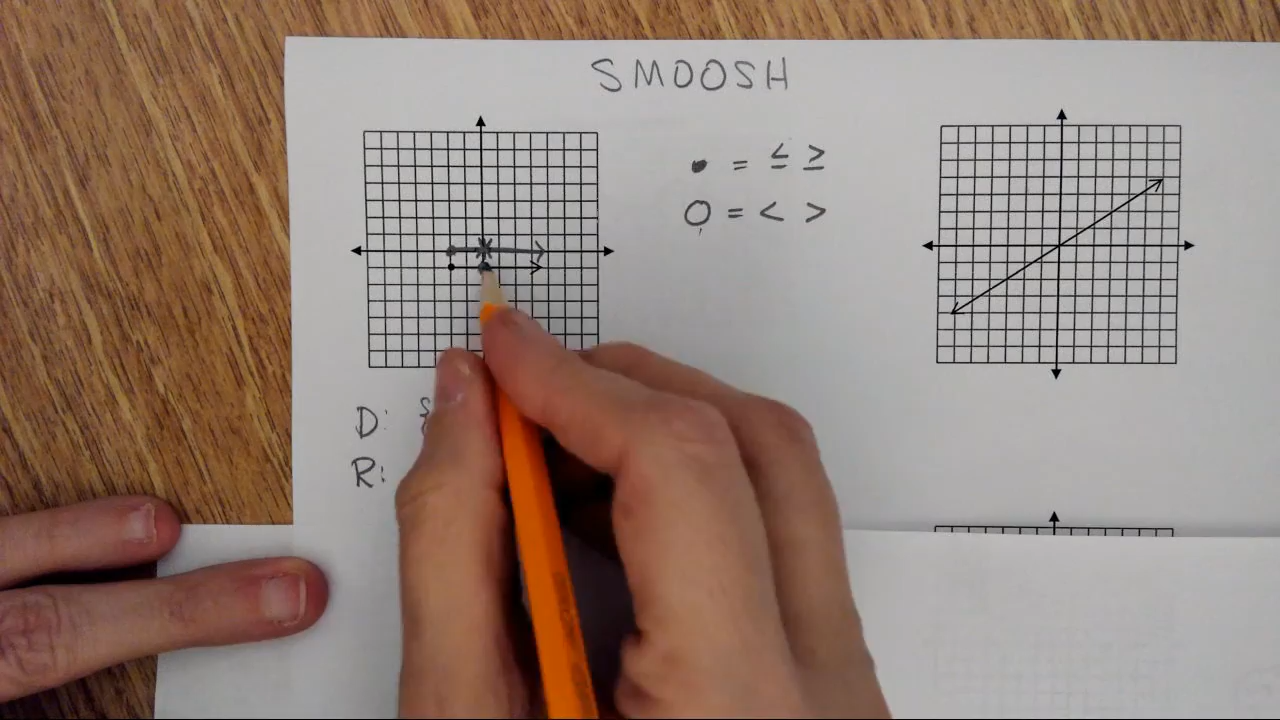 SMOOSH
• = ≤ ≥
O = < >
D: {
R: